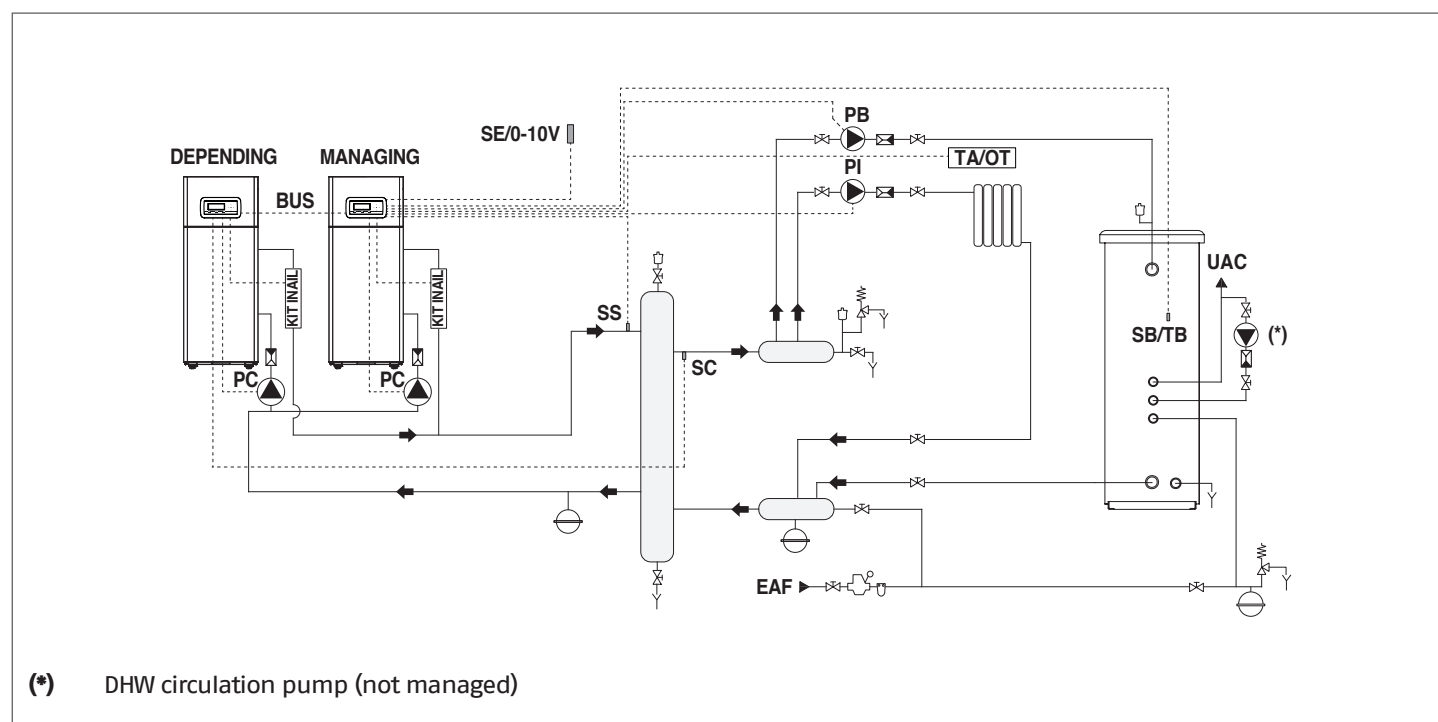 PB
SE/0-10V
DEPENDING
MANAGING
TA/OT
PI
BUS
UAC
KIT INAIL
KIT INAIL
SS
SB/TB
(*)
SC
PC
PC
EAF
(*) DHW circulation pump (not managed)